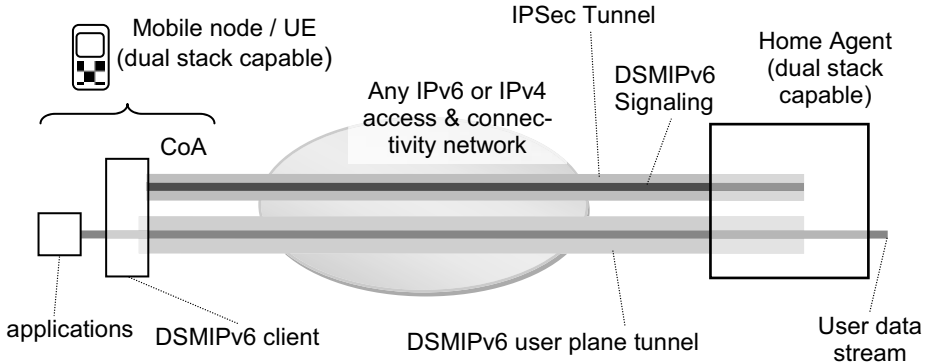 Mobile node / UE
(dual stack capable)
IPSec Tunnel
DSMIPv6
Signaling
Home Agent
(dual stack
capable)
Any IPv6 or IPv4
access & connec-
tivity network
CoA
applications
DSMIPv6 client
DSMIPv6 user plane tunnel
User data
stream